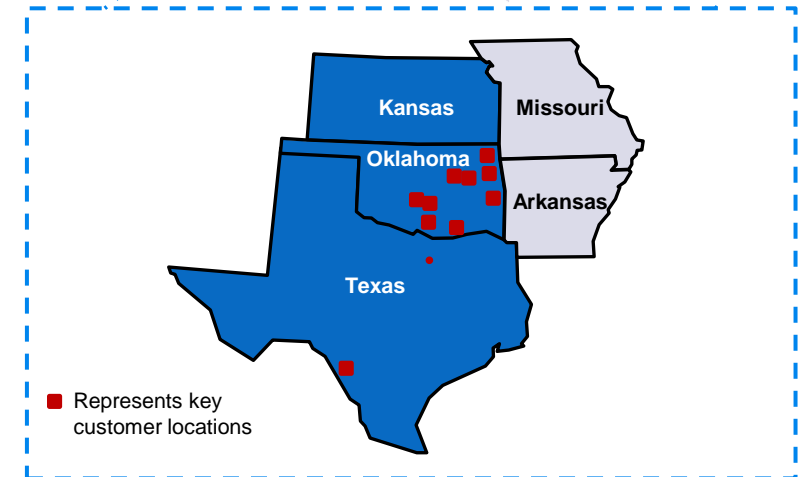 Kansas
Missouri
Oklahoma
Arkansas
Texas
Represents key
customer locations